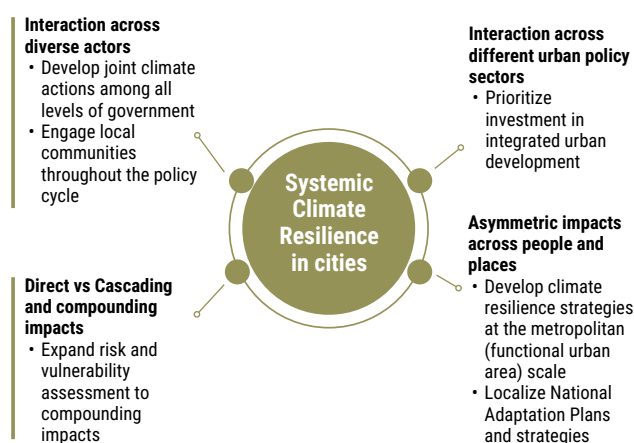 Interaction across
diverse actors
• Develop joint climate
actions among all
levels of government
• Engage local
communities
throughout the policy
cycle
Direct vs Cascading
and compounding
impacts
• Expand risk and
vulnerability
assessment to
compounding
impacts
Systemic
Climate
Resilience
in cities
Interaction across
different urban policy
sectors
• Prioritize
investment in
integrated urban
development
Asymmetric impacts
across people and
places
• Develop climate
resilience strategies
at the metropolitan
(functional urban
area) scale
• Localize National
Adaptation Plans
and strategies